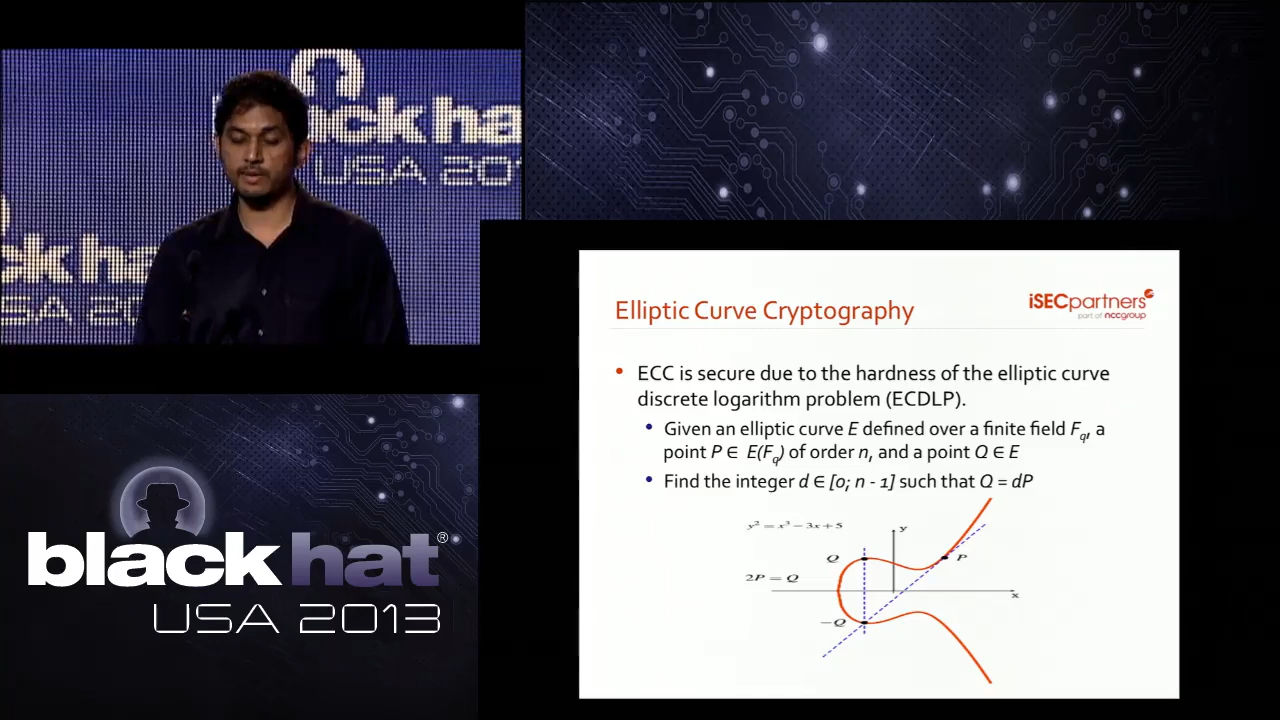 black hat
USA 201
ck ha
SA 20
iSECpartners
part of nccgroup
Elliptic Curve Cryptography
• ECC is secure due to the hardness of the elliptic curve
discrete logarithm problem (ECDLP).
• Given an elliptic curve E defined over a finite field Fq, a
point P ∈ E(Fq) of order n, and a point Q ∈ E
• Find the integer d ∈ [0; n - 1] such that Q = dP
y² = x³ − 3x + 5
y
Q
P
2P = Q
x
−Q
black hat®
USA 2013